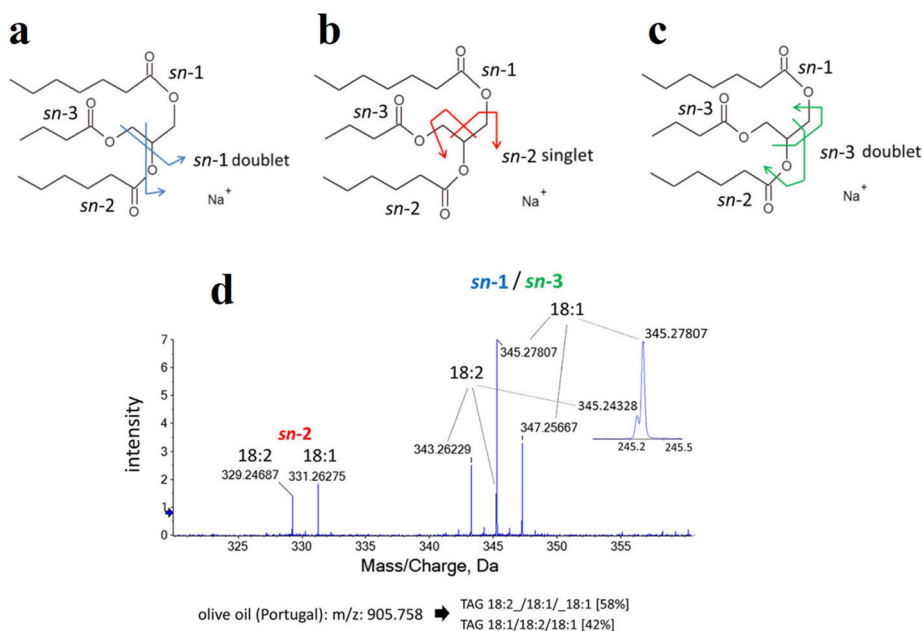 a
b
c
O
sn-1
O
sn-3
O
O
O
O
sn-2
sn-1 doublet
Na+
O
sn-1
O
sn-3
O
O
O
O
sn-2
sn-2 singlet
Na+
O
sn-1
O
sn-3
O
O
O
O
sn-2
sn-3 doublet
Na+
d
sn-1 / sn-3
18:1
345.27807
345.27807
18:2
345.24328
347.25667
343.26229
245.2 245.5
sn-2
18:2 18:1
329.24687 331.26275
intensity
7
6
5
4
3
2
1
0
325 330 335 340 345 350 355
Mass/Charge, Da
olive oil (Portugal): m/z: 905.758
TAG 18:2_/18:1/_18:1 [58%]
TAG 18:1/18:2/18:1 [42%]